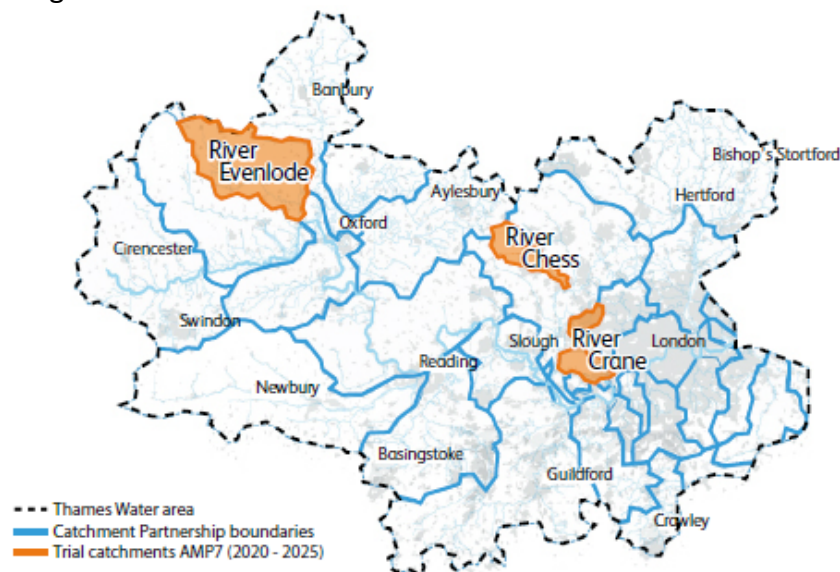 Banbury
River
Evenlode
Bishop's Stortford
Aylesbury
Hertford
Oxford
River
Chess
Cirencester
Swindon
Slough
River
Crane
London
Reading
Newbury
Basingstoke
Guildford
Crawley
Thames Water area
Catchment Partnership boundaries
Trial catchments AMP7 (2020 - 2025)